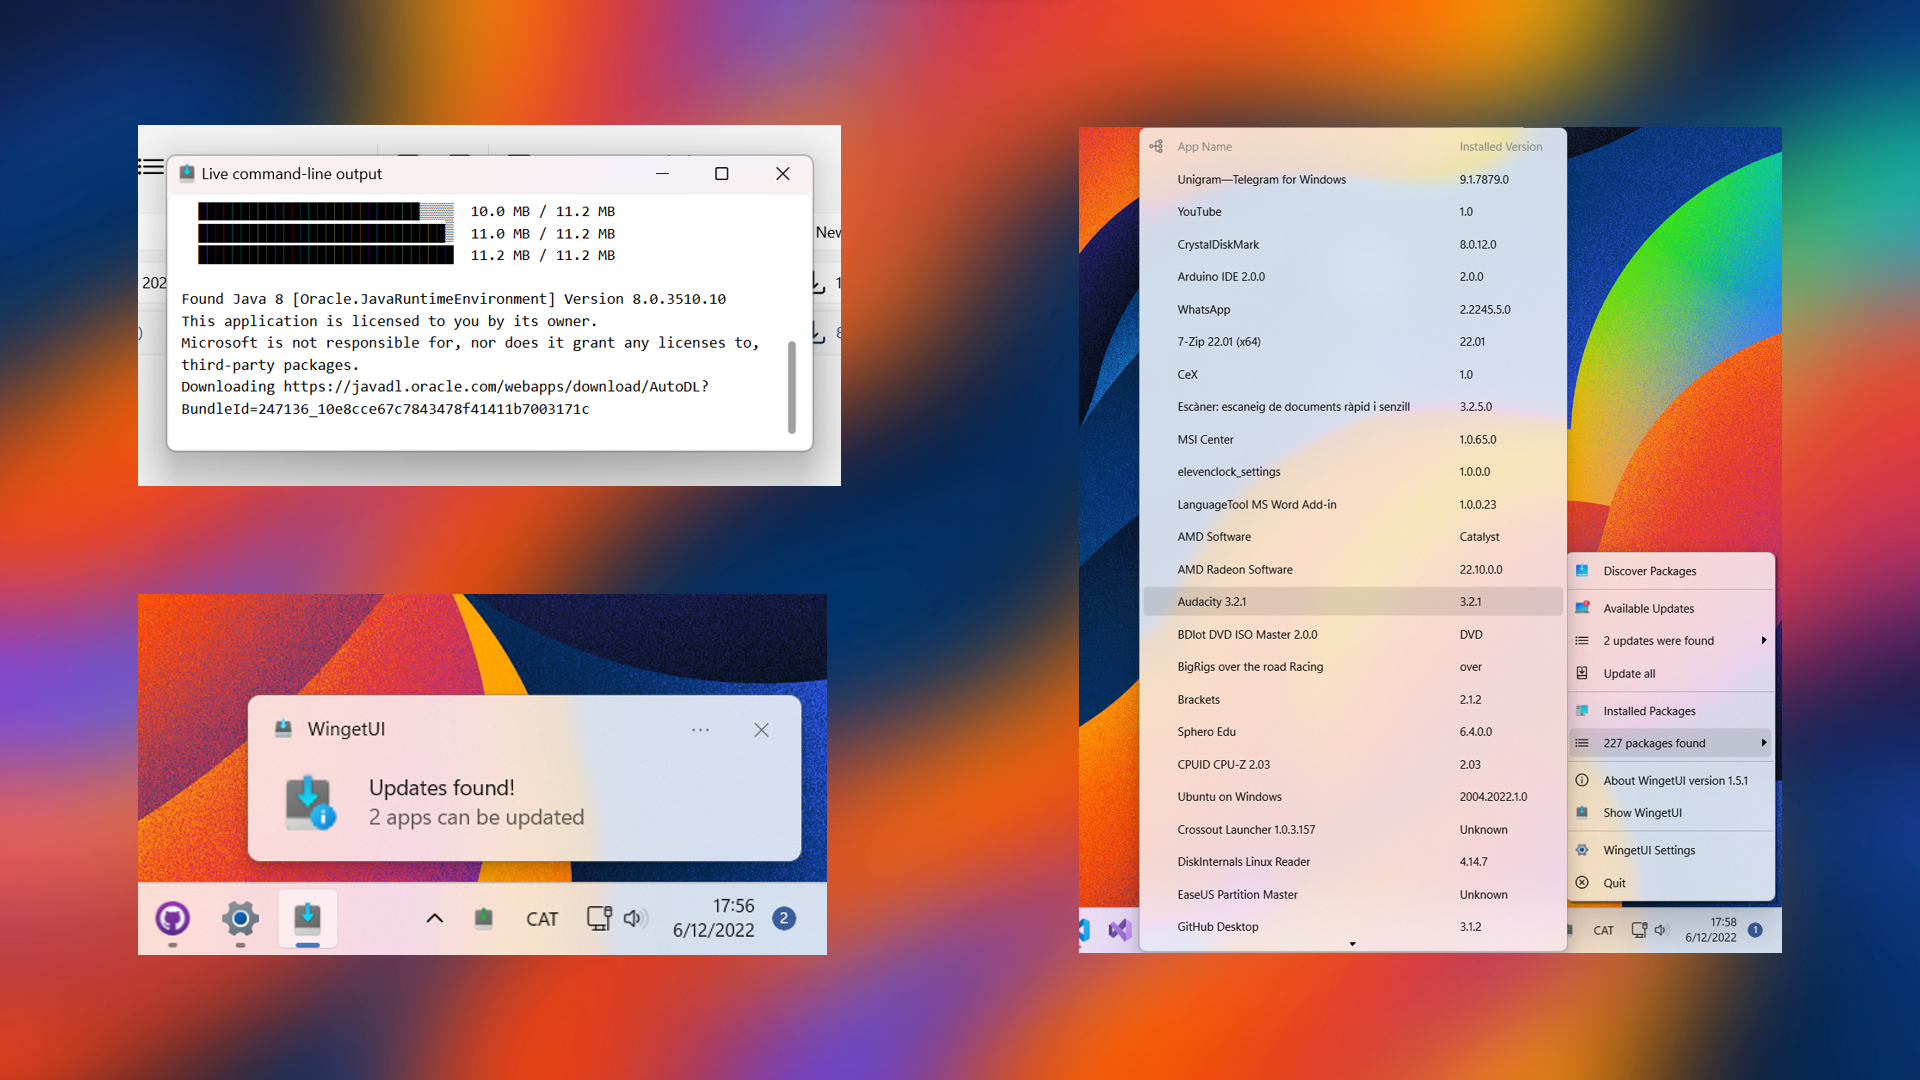 Live command-line output
10.0 MB / 11.2 MB
11.0 MB / 11.2 MB
11.2 MB / 11.2 MB
Found Java 8 [Oracle.JavaRuntimeEnvironment] Version 8.0.3510.10
This application is licensed to you by its owner.
Microsoft is not responsible for, nor does it grant any licenses to,
third-party packages.
Downloading https://javadl.oracle.com/webapps/download/AutoDL?
BundleId=247136_10e8cce67c7843478f41411b7003171c
New
202
WingetUI
Updates found!
2 apps can be updated
CAT
17:56
6/12/2022
2
App Name Installed Version
Unigram—Telegram for Windows 9.1.7879.0
YouTube 1.0
CrystalDiskMark 8.0.12.0
Arduino IDE 2.0.0 2.0.0
WhatsApp 2.2245.5.0
7-Zip 22.01 (x64) 22.01
CeX 1.0
Escàner: escaneig de documents ràpid i senzill 3.2.5.0
MSI Center 1.0.65.0
elevenclock_settings 1.0.0.0
LanguageTool MS Word Add-in 1.0.0.23
AMD Software Catalyst
AMD Radeon Software 22.10.0.0
Audacity 3.2.1 3.2.1
BDlot DVD ISO Master 2.0.0 DVD
BigRigs over the road Racing over
Brackets 2.1.2
Sphero Edu 6.4.0.0
CPUID CPU-Z 2.03 2.03
Ubuntu on Windows 2004.2022.1.0
Crossout Launcher 1.0.3.157 Unknown
DiskInternals Linux Reader 4.14.7
EaseUS Partition Master Unknown
GitHub Desktop 3.1.2
Discover Packages
Available Updates
2 updates were found
Update all
Installed Packages
227 packages found
About WingetUI version 1.5.1
Show WingetUI
WingetUI Settings
Quit
CAT
17:58
6/12/2022
1